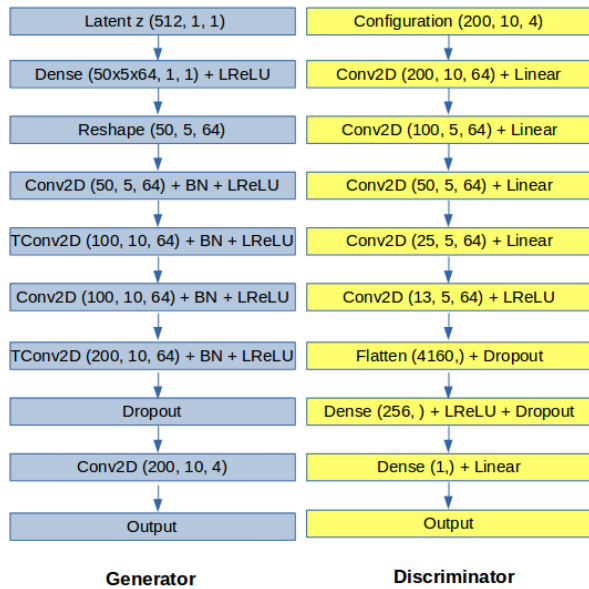 Latent z (512, 1, 1)
Dense (50x5x64, 1, 1) + LReLU
Reshape (50, 5, 64)
Conv2D (50, 5, 64) + BN + LReLU
TConv2D (100, 10, 64) + BN + LReLU
Conv2D (100, 10, 64) + BN + LReLU
TConv2D (200, 10, 64) + BN + LReLU
Dropout
Conv2D (200, 10, 4)
Output
Generator
Configuration (200, 10, 4)
Conv2D (200, 10, 64) + Linear
Conv2D (100, 5, 64) + Linear
Conv2D (50, 5, 64) + Linear
Conv2D (25, 5, 64) + Linear
Conv2D (13, 5, 64) + LReLU
Flatten (4160,) + Dropout
Dense (256, ) + LReLU + Dropout
Dense (1,) + Linear
Output
Discriminator